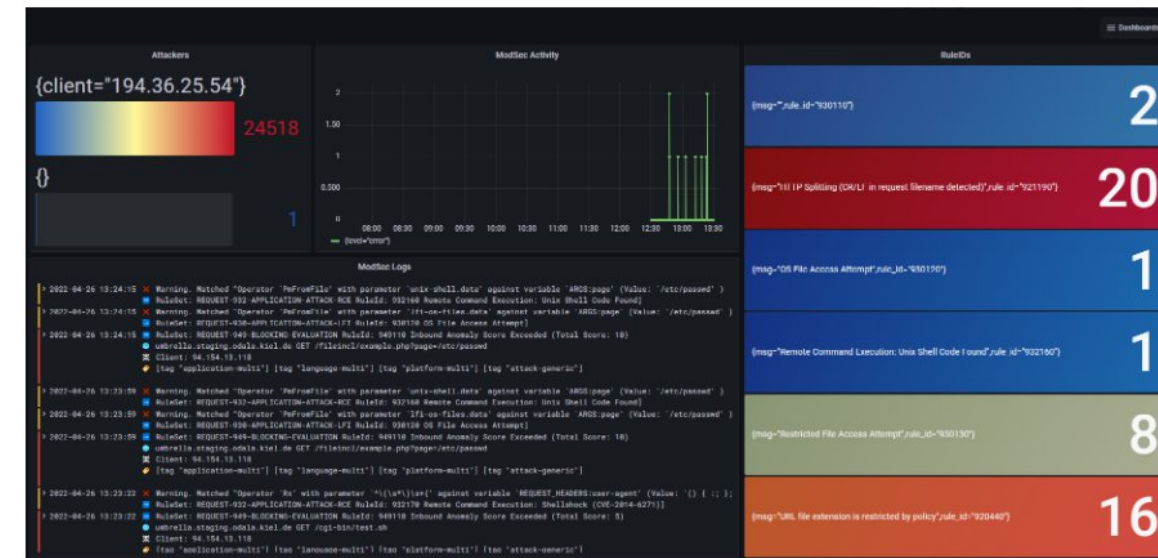 Dashboards
Attackers
{client="194.36.25.54"}
24518
{}
1
ModSec Activity
2
1.50
1
0.500
0
08:00 08:30 09:00 09:30 10:00 10:30 11:00 11:30 12:00 12:30 13:00 13:30
{level="error"}
ModSec Logs
2022-04-26 13:24:15 Warning. Matched "Operator `PmFromFile' with parameter `unix-shell.data' against variable `ARGS:page' (Value: `/etc/passwd' )
RuleSet: REQUEST-932-APPLICATION-ATTACK-RCE RuleId: 932160 Remote Command Execution: Unix Shell Code Found]
2022-04-26 13:24:15 Warning. Matched "Operator `PmFromFile' with parameter `lfi-os-files.data' against variable `ARGS:page' (Value: `/etc/passwd' )
RuleSet: REQUEST-930-APPLICATION-ATTACK-LFI RuleId: 930120 OS File Access Attempt]
2022-04-26 13:24:15 RuleSet: REQUEST-949-BLOCKING-EVALUATION RuleId: 949110 Inbound Anomaly Score Exceeded (Total Score: 10)
umbrella.staging.odala.kiel.de GET /fileincl/example.php?page=/etc/passwd
Client: 94.154.13.118
[tag "application-multi"] [tag "language-multi"] [tag "platform-multi"] [tag "attack-generic"]
2022-04-26 13:23:59 Warning. Matched "Operator `PmFromFile' with parameter `unix-shell.data' against variable `ARGS:page' (Value: `/etc/passwd' )
RuleSet: REQUEST-932-APPLICATION-ATTACK-RCE RuleId: 932160 Remote Command Execution: Unix Shell Code Found]
2022-04-26 13:23:59 Warning. Matched "Operator `PmFromFile' with parameter `lfi-os-files.data' against variable `ARGS:page' (Value: `/etc/passwd' )
RuleSet: REQUEST-930-APPLICATION-ATTACK-LFI RuleId: 930120 OS File Access Attempt]
2022-04-26 13:23:59 RuleSet: REQUEST-949-BLOCKING-EVALUATION RuleId: 949110 Inbound Anomaly Score Exceeded (Total Score: 10)
umbrella.staging.odala.kiel.de GET /fileincl/example.php?page=/etc/passwd
Client: 94.154.13.118
[tag "application-multi"] [tag "language-multi"] [tag "platform-multi"] [tag "attack-generic"]
2022-04-26 13:23:22 Warning. Matched "Operator `Rx' with parameter `^\(\s*\)\s+{' against variable `REQUEST_HEADERS:user-agent' (Value: `() { :; };
RuleSet: REQUEST-932-APPLICATION-ATTACK-RCE RuleId: 932170 Remote Command Execution: Shellshock (CVE-2014-6271)]
2022-04-26 13:23:22 RuleSet: REQUEST-949-BLOCKING-EVALUATION RuleId: 949110 Inbound Anomaly Score Exceeded (Total Score: 5)
umbrella.staging.odala.kiel.de GET /cgi-bin/test.sh
Client: 94.154.13.118
[tag "application-multi"] [tag "language-multi"] [tag "platform-multi"] [tag "attack-generic"]
RuleIDs
{msg="",rule_id="930110"}
2
{msg="HTTP Splitting (CR/LF in request filename detected)",rule_id="921190"}
20
{msg="OS File Access Attempt",rule_id="930120"}
1
{msg="Remote Command Execution: Unix Shell Code Found",rule_id="932160"}
1
{msg="Restricted File Access Attempt",rule_id="930130"}
8
{msg="URL file extension is restricted by policy",rule_id="920440"}
16